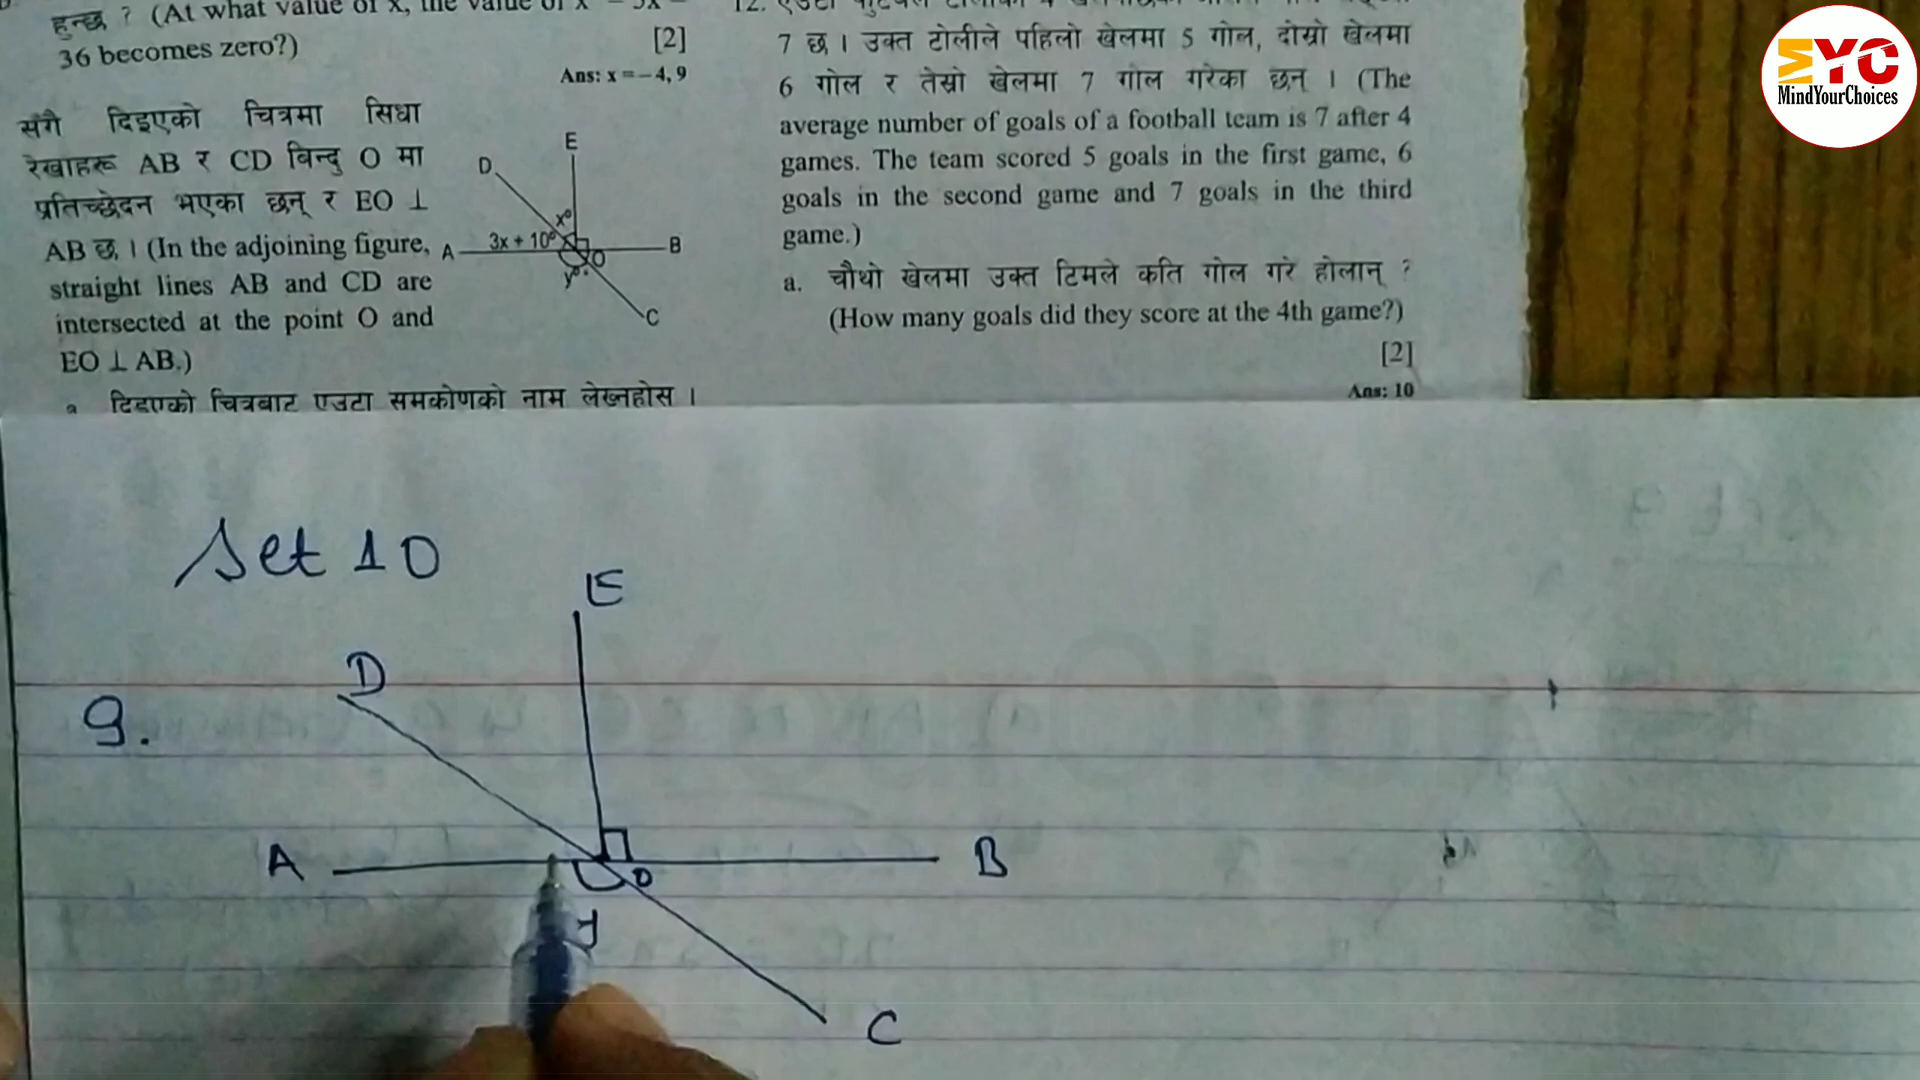 हुन्छ ? (At what value of x, the value of x
36 becomes zero?) [2]
Ans: x = – 4, 9
सँगै दिइएको चित्रमा सिधा
रेखाहरू AB र CD बिन्दु O मा
प्रतिच्छेदन भएका छन् र EO ⊥
AB छ । (In the adjoining figure,
straight lines AB and CD are
intersected at the point O and
EO ⊥ AB.)
a दिइएको चित्रबाट एउटा समकोणको नाम लेख्नुहोस् ।
E
D
x°
3x + 10°
A
B
O
y°
C
12.
7 छ । उक्त टोलीले पहिलो खेलमा 5 गोल, दोस्रो खेलमा
6 गोल र तेस्रो खेलमा 7 गोल गरेका छन् । (The
average number of goals of a football team is 7 after 4
games. The team scored 5 goals in the first game, 6
goals in the second game and 7 goals in the third
game.)
a. चौथो खेलमा उक्त टिमले कति गोल गरे होलान् ?
(How many goals did they score at the 4th game?)
[2]
Ans: 10
MYC
MindYourChoices
Set 10
9.
E
D
A
B
O
y
C